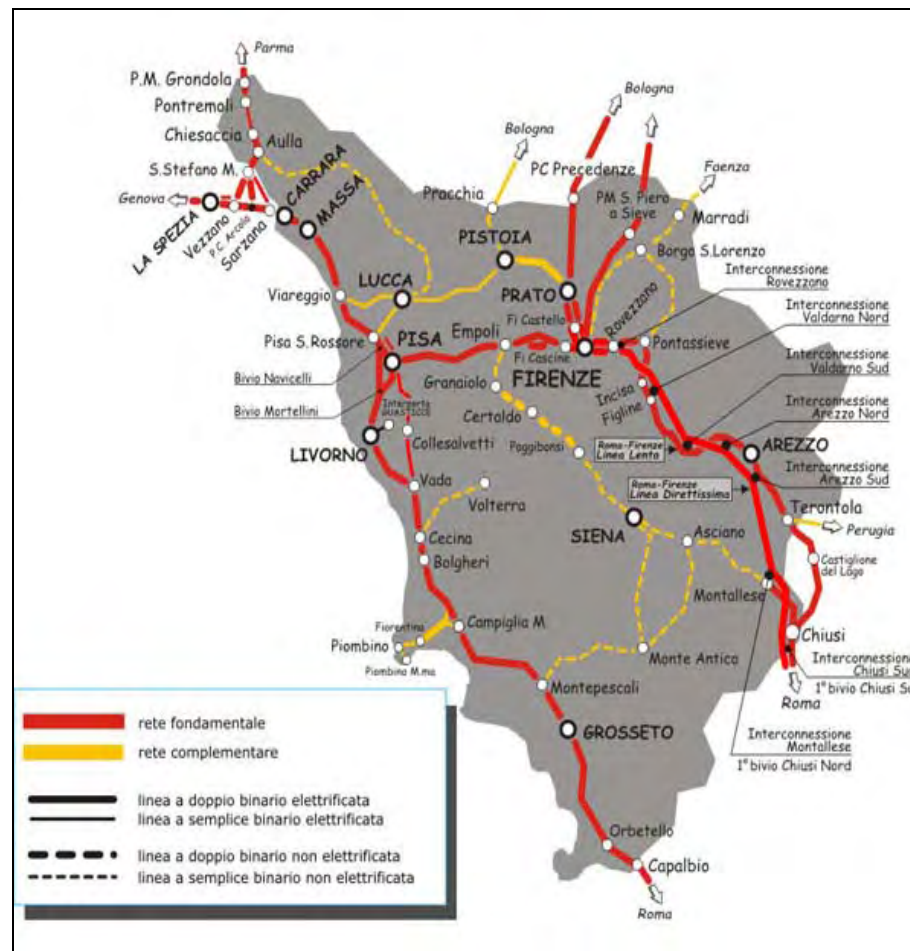 Parma
P.M. Grondola
Pontremoli
Chiesaccia
Aulla
S.Stefano M.
Genova
LA SPEZIA
Vezzano
P.C. Arcola
Sarzana
CARRARA
MASSA
Bologna
Bologna
PC Precedenze
Pracchia
PM S. Piero
a Sieve
Faenza
Marradi
Borgo S.Lorenzo
PISTOIA
PRATO
LUCCA
Viareggio
Interconnessione
Rovezzano
Interconnessione
Valdarno Nord
Interconnessione
Valdarno Sud
Interconnessione
Arezzo Nord
Interconnessione
Arezzo Sud
Pisa S. Rossore
PISA
Empoli
Fi Castello
Fi Cascine
FIRENZE
Rovezzano
Pontassieve
Bivio Navicelli
Bivio Mortellini
Interporto
GUASTICCE
LIVORNO
Collesalvetti
Granaiolo
Certaldo
Poggibonsi
Incisa
Figline
Roma-Firenze
Linea Lenta
Roma-Firenze
Linea Direttissima
AREZZO
Terontola
Perugia
Castiglione
del Lago
Vada
Volterra
Cecina
Bolgheri
SIENA
Asciano
Montallese
Chiusi
Interconnessione
Chiusi Su
1° bivio Chiusi Su
Roma
Interconnessione
Montallese
1° bivio Chiusi Nord
Campiglia M.
Fiorentina
Piombino
Piombino M.ma
Monte Antica
Montepescali
GROSSETO
Orbetello
Capalbio
Roma
rete fondamentale
rete complementare
linea a doppio binario elettrificata
linea a semplice binario elettrificata
linea a doppio binario non elettrificata
linea a semplice binario non elettrificata